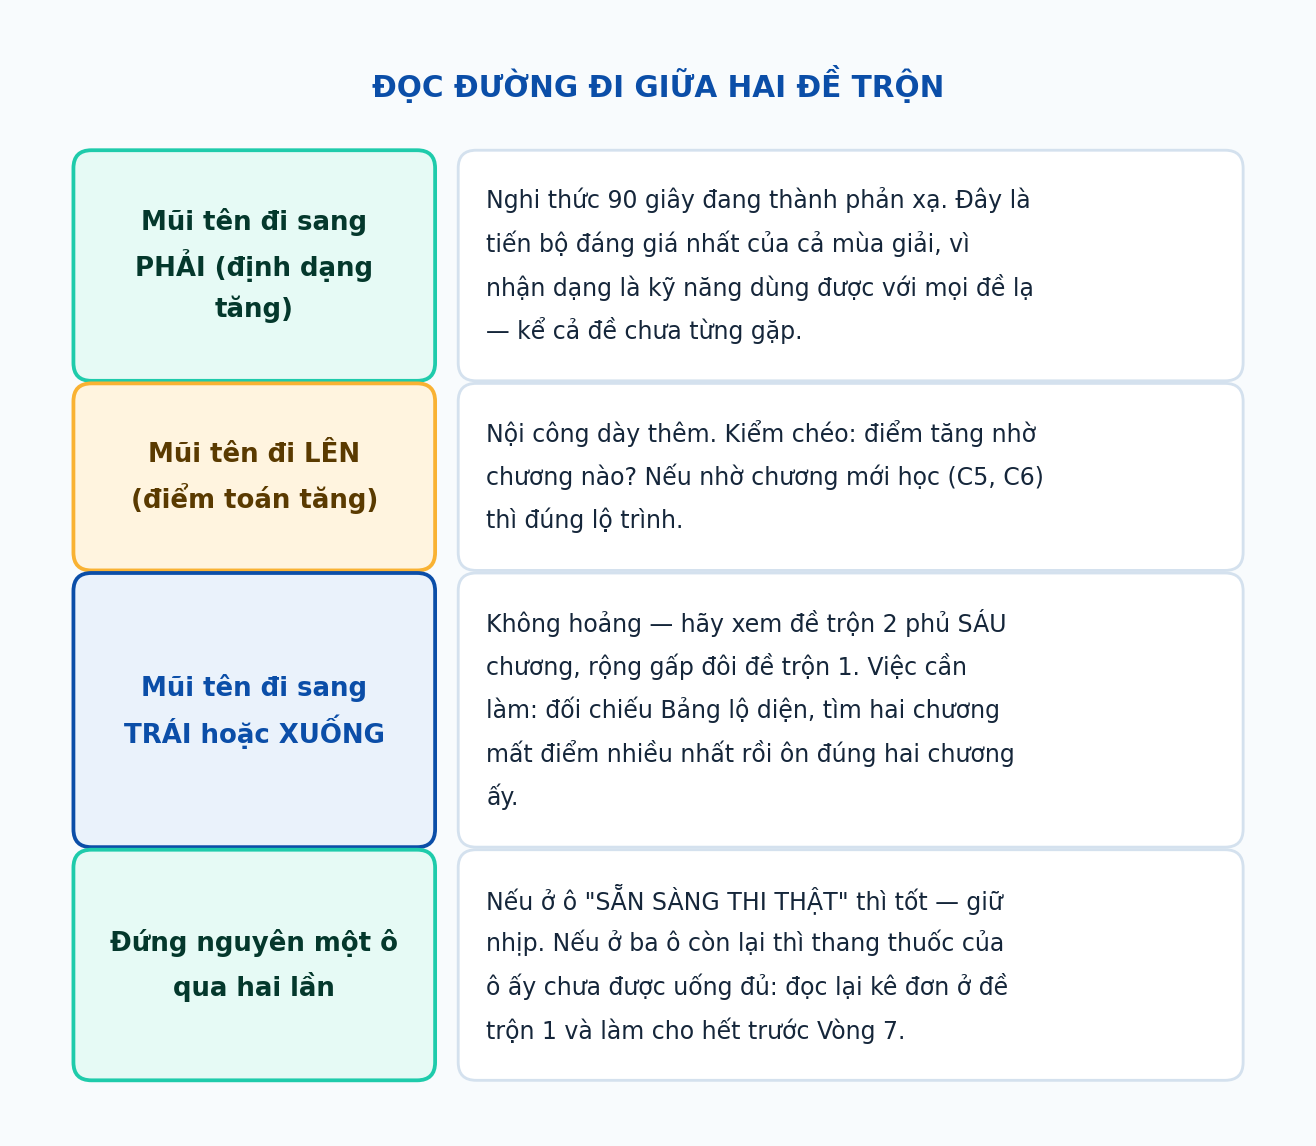 ĐỌC ĐƯỜNG ĐI GIỮA HAI ĐỀ TRỘN
Mũi tên đi sang
PHẢI (định dạng
tăng)
Nghi thức 90 giây đang thành phản xạ. Đây là
tiến bộ đáng giá nhất của cả mùa giải, vì
nhận dạng là kỹ năng dùng được với mọi đề lạ
— kể cả đề chưa từng gặp.
Mũi tên đi LÊN
(điểm toán tăng)
Nội công dày thêm. Kiểm chéo: điểm tăng nhờ
chương nào? Nếu nhờ chương mới học (C5, C6)
thì đúng lộ trình.
Mũi tên đi sang
TRÁI hoặc XUỐNG
Không hoảng — hãy xem đề trộn 2 phủ SÁU
chương, rộng gấp đôi đề trộn 1. Việc cần
làm: đối chiếu Bảng lộ diện, tìm hai chương
mất điểm nhiều nhất rồi ôn đúng hai chương
ấy.
Đứng nguyên một ô
qua hai lần
Nếu ở ô "SẴN SÀNG THI THẬT" thì tốt — giữ
nhịp. Nếu ở ba ô còn lại thì thang thuốc của
ô ấy chưa được uống đủ: đọc lại kê đơn ở đề
trộn 1 và làm cho hết trước Vòng 7.